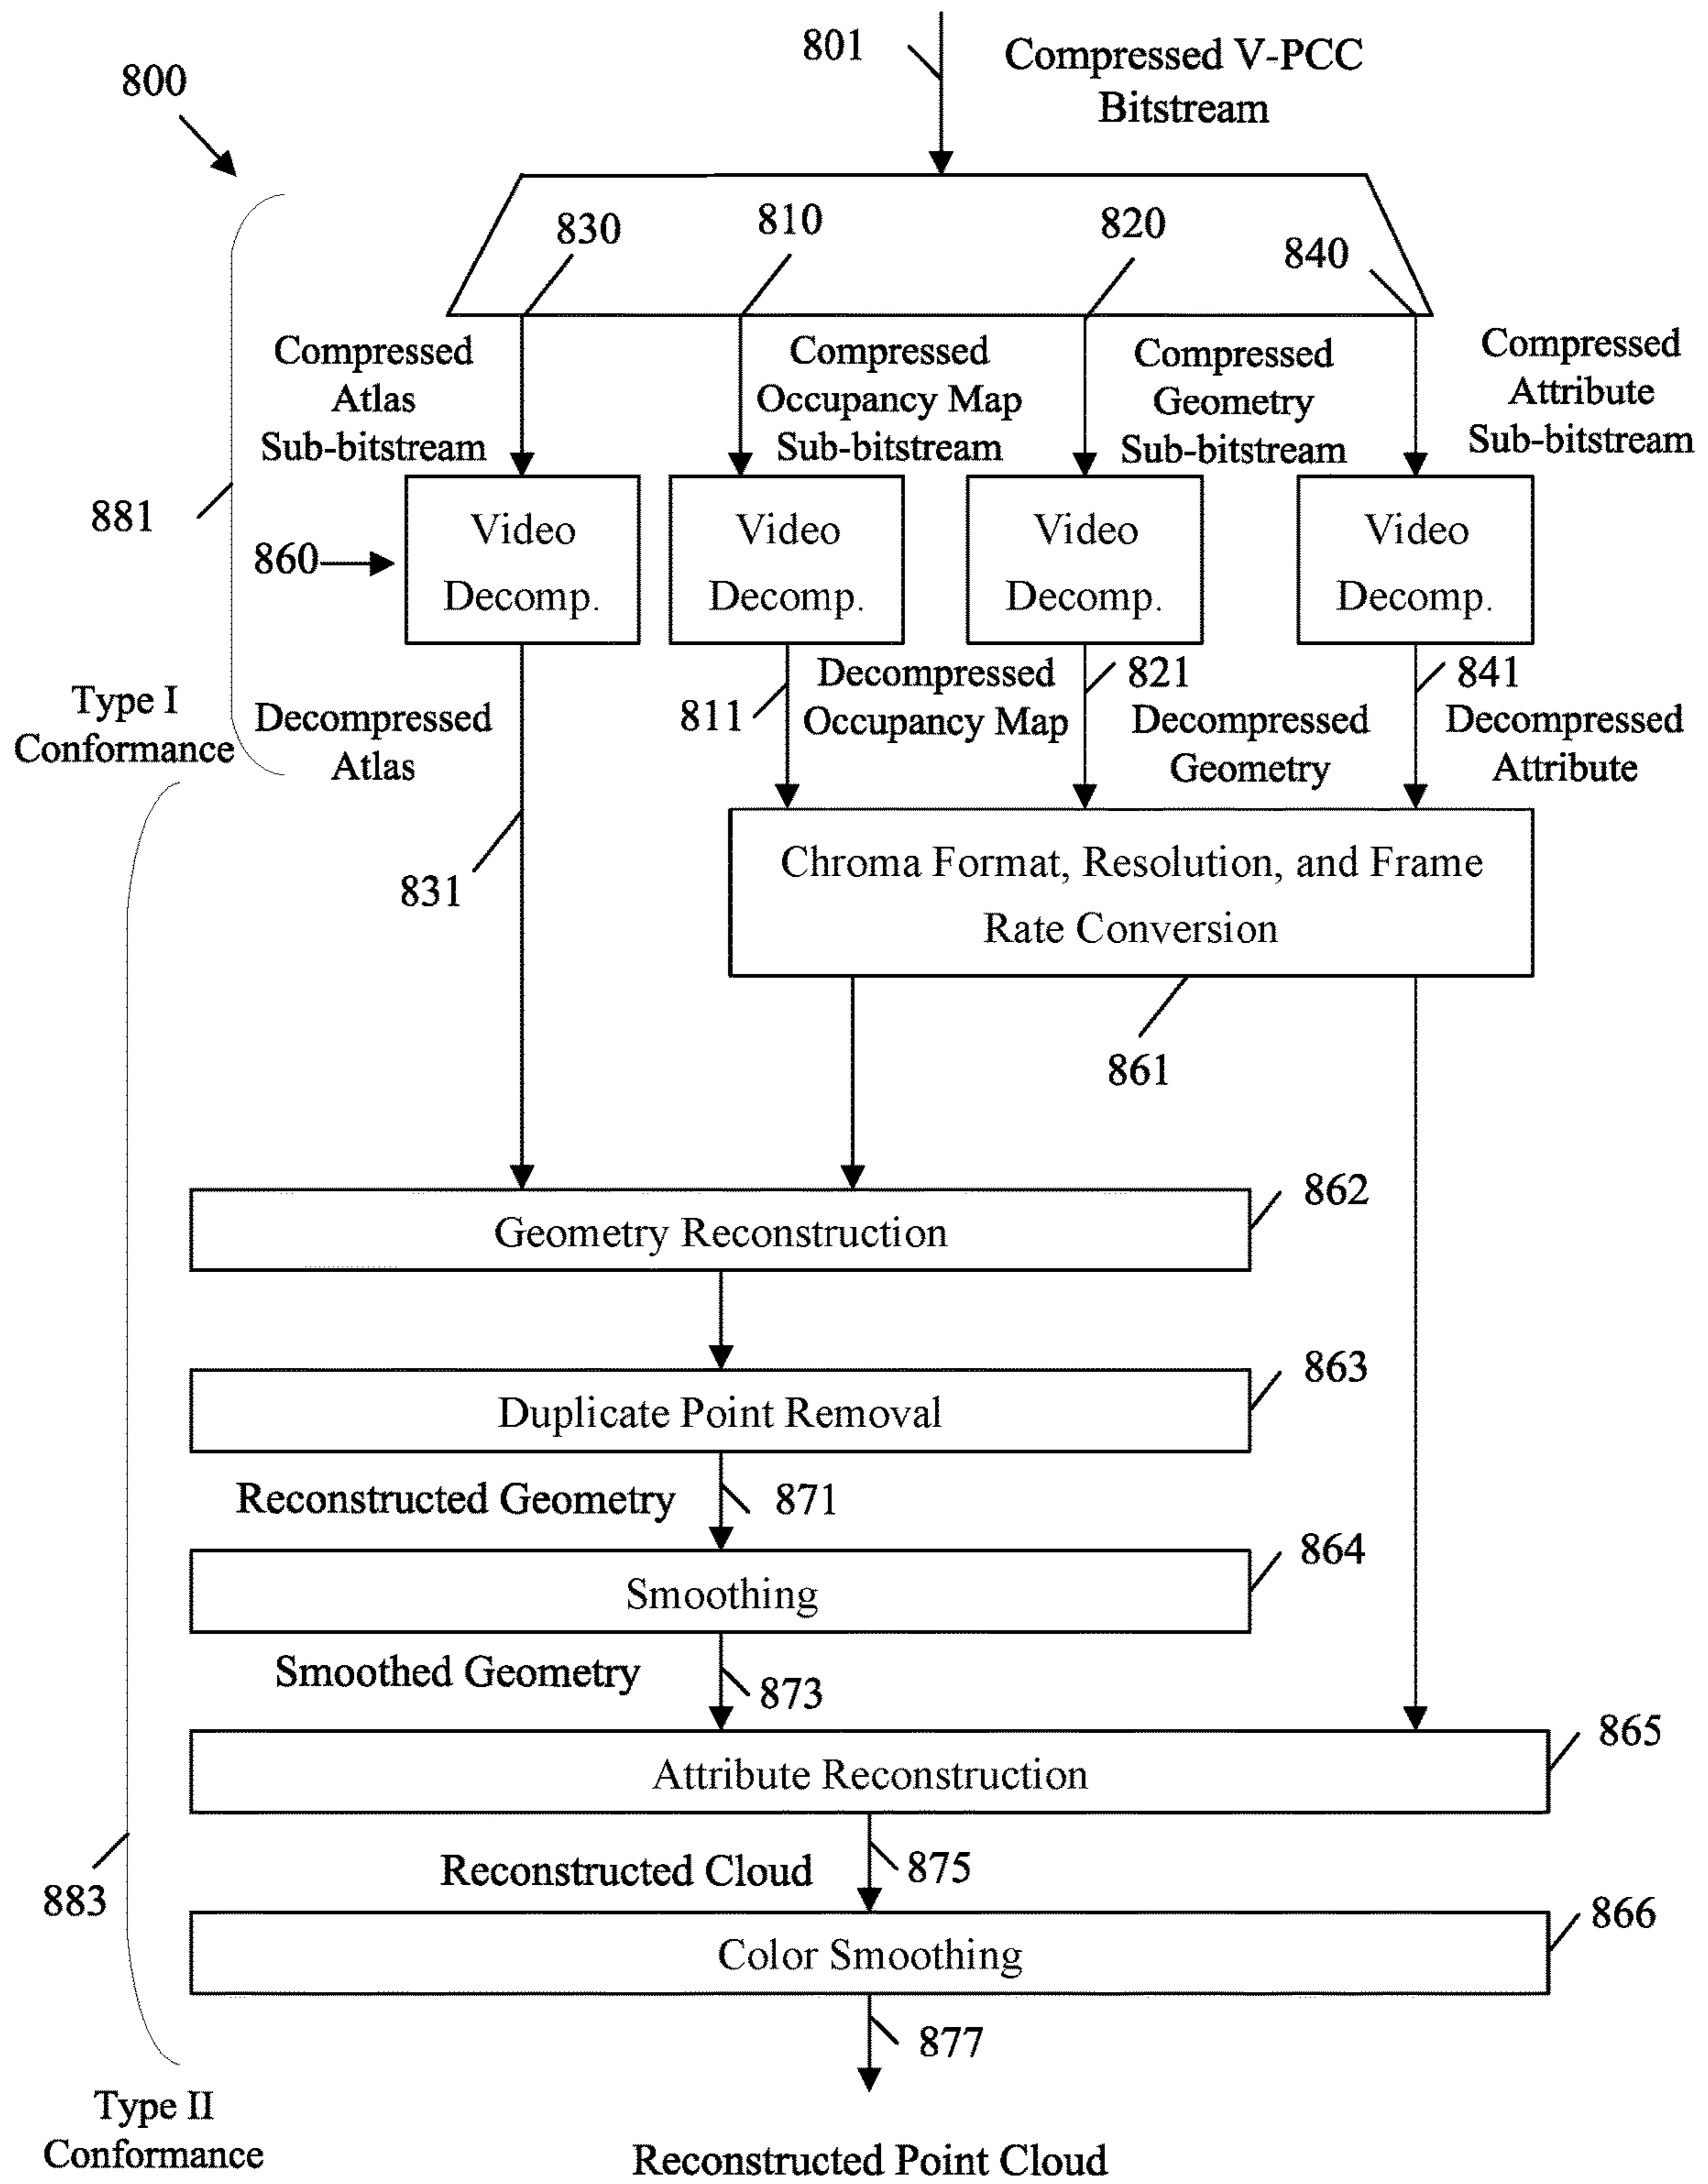 801
Compressed V-PCC
Bitstream
800
830
810
820
840
Compressed
Atlas
Sub-bitstream
Compressed
Occupancy Map
Sub-bitstream
Compressed
Geometry
Sub-bitstream
Compressed
Attribute
Sub-bitstream
881
860
Video
Decomp.
Video
Decomp.
Video
Decomp.
Video
Decomp.
Type I
Conformance
Decompressed
Atlas
811
Decompressed
Occupancy Map
821
Decompressed
Geometry
841
Decompressed
Attribute
831
Chroma Format, Resolution, and Frame
Rate Conversion
861
862
Geometry Reconstruction
863
Duplicate Point Removal
Reconstructed Geometry
871
864
Smoothing
Smoothed Geometry
873
865
Attribute Reconstruction
883
Reconstructed Cloud
875
866
Color Smoothing
877
Type II
Conformance
Reconstructed Point Cloud